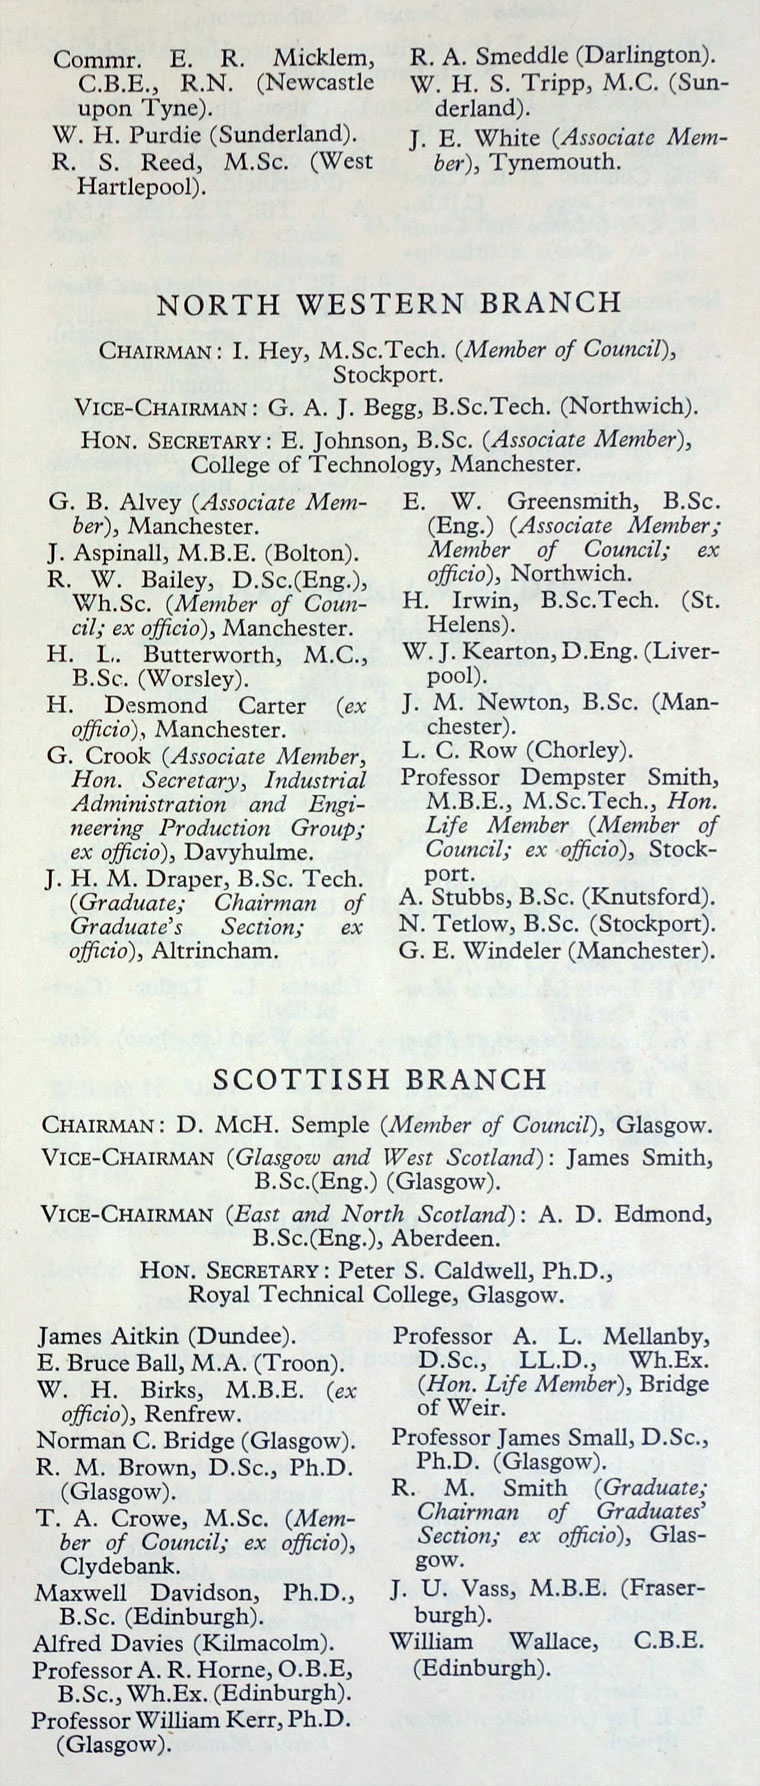 Commr. E. R. Micklem,
C.B.E., R.N. (Newcastle
upon Tyne).
W. H. Purdie (Sunderland).
R. S. Reed, M.Sc. (West
Hartlepool).
R. A. Smeddle (Darlington).
W. H. S. Tripp, M.C. (Sun-
derland).
J. E. White (Associate Mem-
ber), Tynemouth.
NORTH WESTERN BRANCH
CHAIRMAN: I. Hey, M.Sc.Tech. (Member of Council),
Stockport.
VICE-CHAIRMAN: G. A. J. Begg, B.Sc.Tech. (Northwich).
HON. SECRETARY: E. Johnson, B.Sc. (Associate Member),
College of Technology, Manchester.
G. B. Alvey (Associate Mem-
ber), Manchester.
J. Aspinall, M.B.E. (Bolton).
R. W. Bailey, D.Sc.(Eng.),
Wh.Sc. (Member of Coun-
cil; ex officio), Manchester.
H. L. Butterworth, M.C.,
B.Sc. (Worsley).
H. Desmond Carter (ex
officio), Manchester.
G. Crook (Associate Member,
Hon. Secretary, Industrial
Administration and Engi-
neering Production Group;
ex officio), Davyhulme.
J. H. M. Draper, B.Sc. Tech.
(Graduate; Chairman of
Graduate's Section; ex
officio), Altrincham.
E. W. Greensmith, B.Sc.
(Eng.) (Associate Member;
Member of Council; ex
officio), Northwich.
H. Irwin, B.Sc.Tech. (St.
Helens).
W. J. Kearton, D.Eng. (Liver-
pool).
J. M. Newton, B.Sc. (Man-
chester).
L. C. Row (Chorley).
Professor Dempster Smith,
M.B.E., M.Sc.Tech., Hon.
Life Member (Member of
Council; ex officio), Stock-
port.
A. Stubbs, B.Sc. (Knutsford).
N. Tetlow, B.Sc. (Stockport).
G. E. Windeler (Manchester).
SCOTTISH BRANCH
CHAIRMAN: D. McH. Semple (Member of Council), Glasgow.
VICE-CHAIRMAN (Glasgow and West Scotland): James Smith,
B.Sc.(Eng.) (Glasgow).
VICE-CHAIRMAN (East and North Scotland): A. D. Edmond,
B.Sc.(Eng.), Aberdeen.
HON. SECRETARY: Peter S. Caldwell, Ph.D.,
Royal Technical College, Glasgow.
James Aitkin (Dundee).
E. Bruce Ball, M.A. (Troon).
W. H. Birks, M.B.E. (ex
officio), Renfrew.
Norman C. Bridge (Glasgow).
R. M. Brown, D.Sc., Ph.D.
(Glasgow).
T. A. Crowe, M.Sc. (Mem-
ber of Council; ex officio),
Clydebank.
Maxwell Davidson, Ph.D.,
B.Sc. (Edinburgh).
Alfred Davies (Kilmacolm).
Professor A. R. Horne, O.B.E,
B.Sc., Wh.Ex. (Edinburgh).
Professor William Kerr, Ph.D.
(Glasgow).
Professor A. L. Mellanby,
D.Sc., LL.D., Wh.Ex.
(Hon. Life Member), Bridge
of Weir.
Professor James Small, D.Sc.,
Ph.D. (Glasgow).
R. M. Smith (Graduate;
Chairman of Graduates'
Section; ex officio), Glas-
gow.
J. U. Vass, M.B.E. (Fraser-
burgh).
William Wallace, C.B.E.
(Edinburgh).